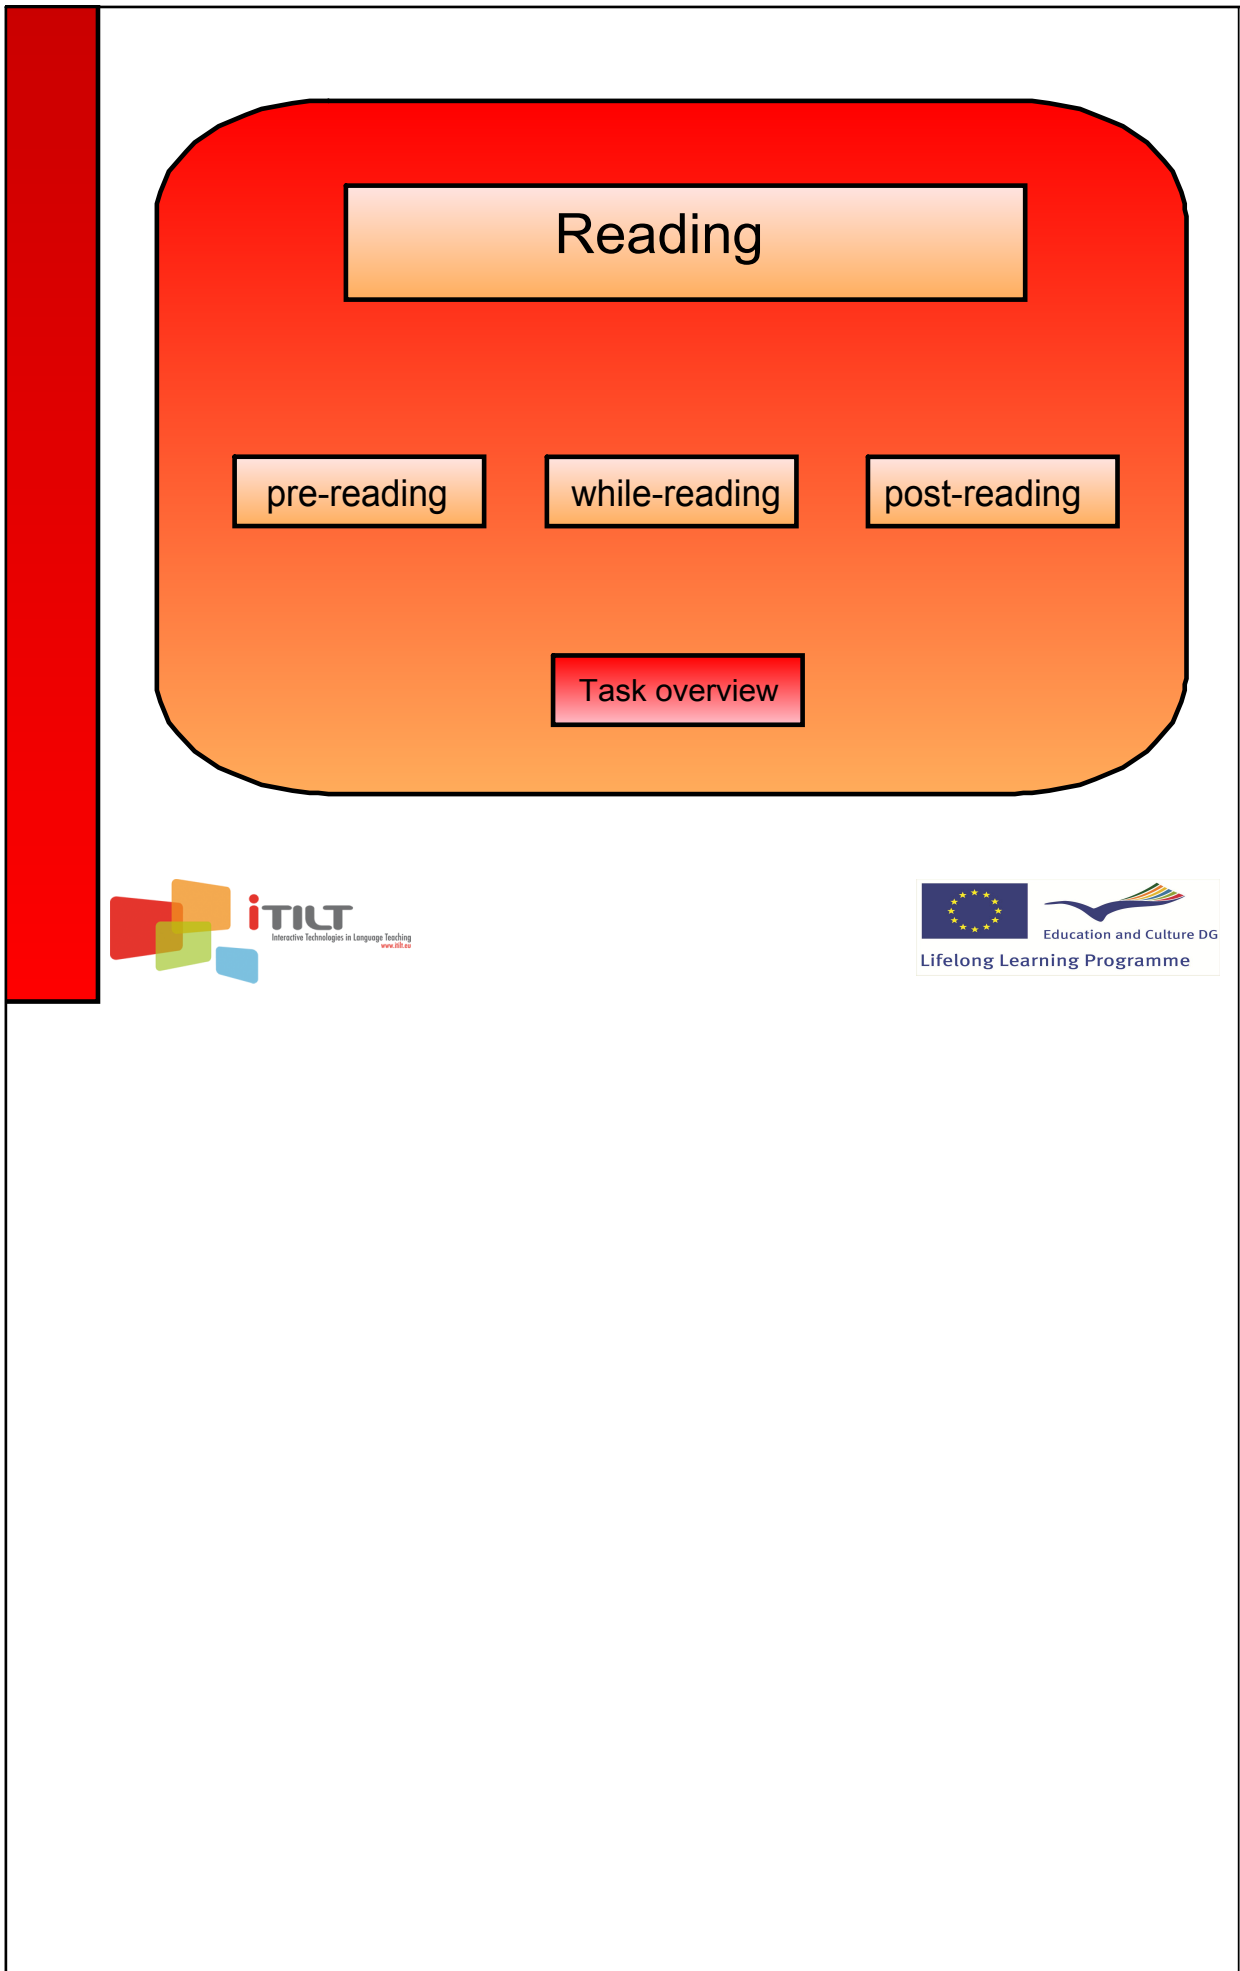 Reading
pre-reading
while-reading
post-reading
Task overview
iTILT
Interactive Technologies in Language Teaching
www.itilt.eu
Education and Culture DG
Lifelong Learning Programme